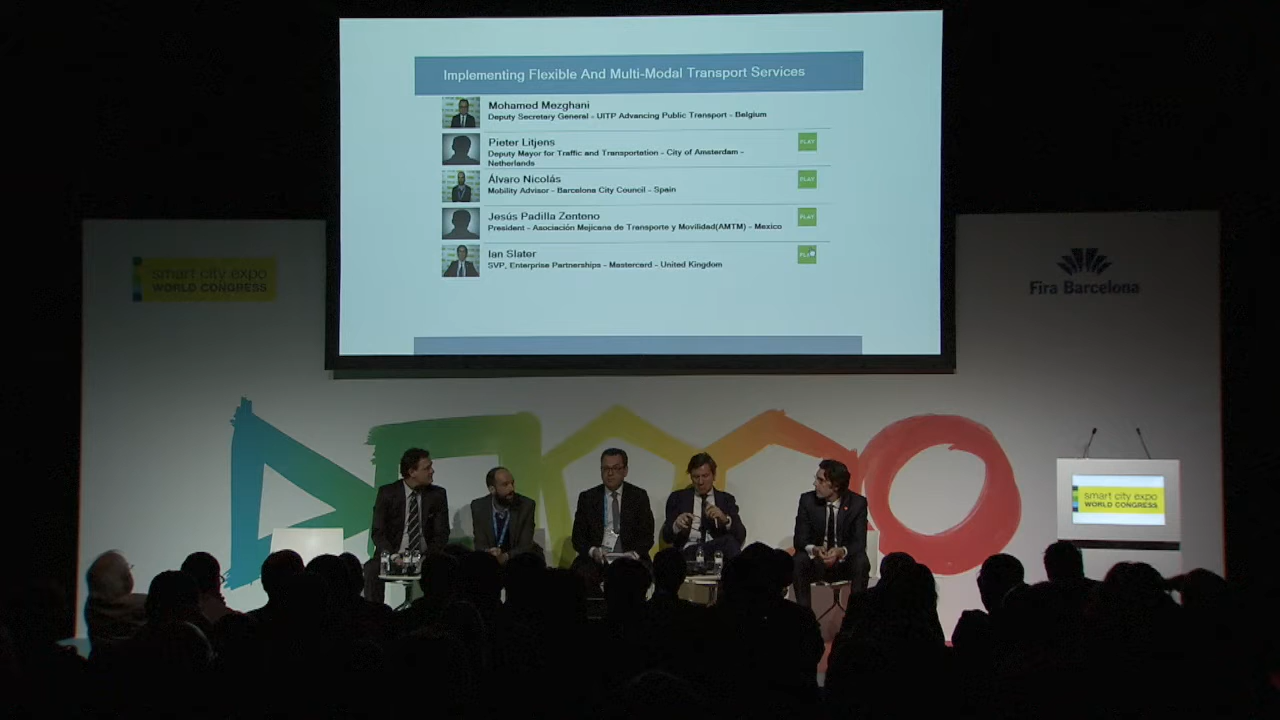 Implementing Flexible And Multi-Modal Transport Services
Mohamed Mezghani
Deputy Secretary General - UITP Advancing Public Transport - Belgium
Pieter Litjens
Deputy Mayor for Traffic and Transportation - City of Amsterdam -
Netherlands
PLAY
Álvaro Nicolás
Mobility Advisor - Barcelona City Council - Spain
PLAY
Jesús Padilla Zenteno
President - Asociación Mejicana de Transporte y Movilidad(AMTM) - Mexico
PLAY
Ian Slater
SVP, Enterprise Partnerships - Mastercard - United Kingdom
smart city expo
WORLD CONGRESS
Fira Barcelona
smart city expo
WORLD CONGRESS